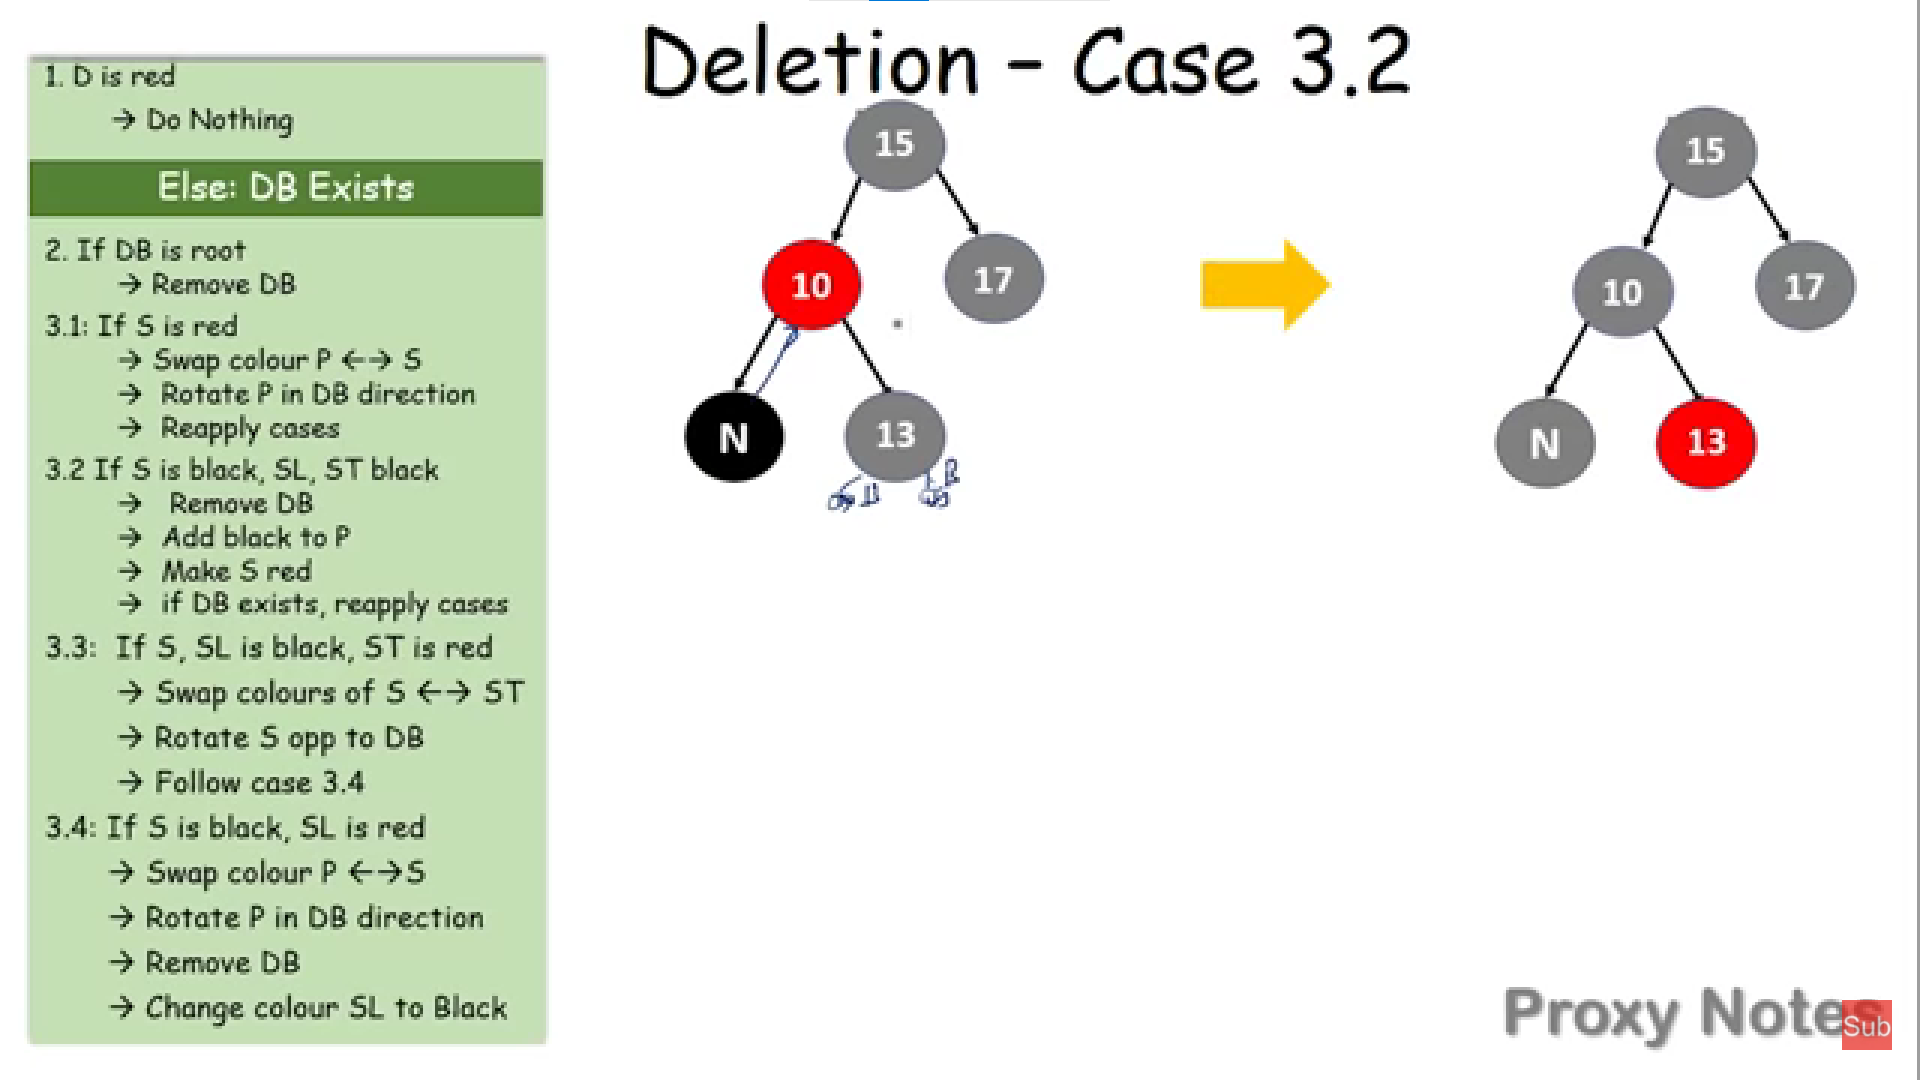 Deletion - Case 3.2
1. D is red
→ Do Nothing
Else: DB Exists
2. If DB is root
→ Remove DB
3.1: If S is red
→ Swap colour P ←→ S
→ Rotate P in DB direction
→ Reapply cases
3.2 If S is black, SL, ST black
→ Remove DB
→ Add black to P
→ Make S red
→ if DB exists, reapply cases
3.3: If S, SL is black, ST is red
→ Swap colours of S ←→ ST
→ Rotate S opp to DB
→ Follow case 3.4
3.4: If S is black, SL is red
→ Swap colour P ←→S
→ Rotate P in DB direction
→ Remove DB
→ Change colour SL to Black
15
10
17
N
13
B
15
10
17
N
13
Proxy Notes
Sub